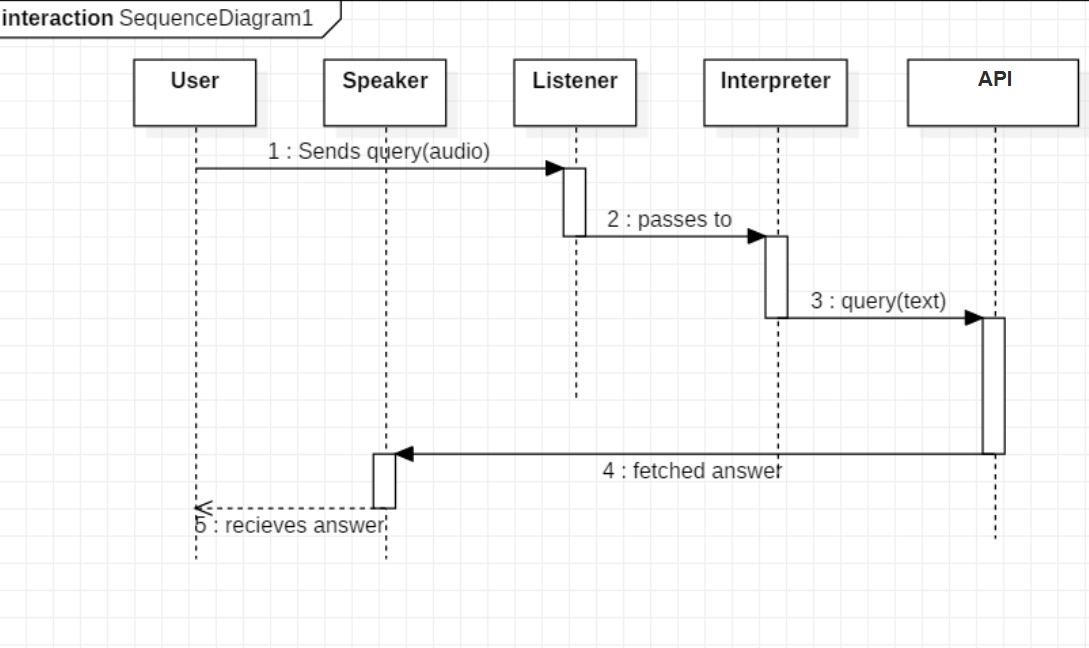 interaction SequenceDiagram1
User
Speaker
Listener
Interpreter
API
1 : Sends query(audio)
2 : passes to
3 : query(text)
4 : fetched answer
5 : recieves answer